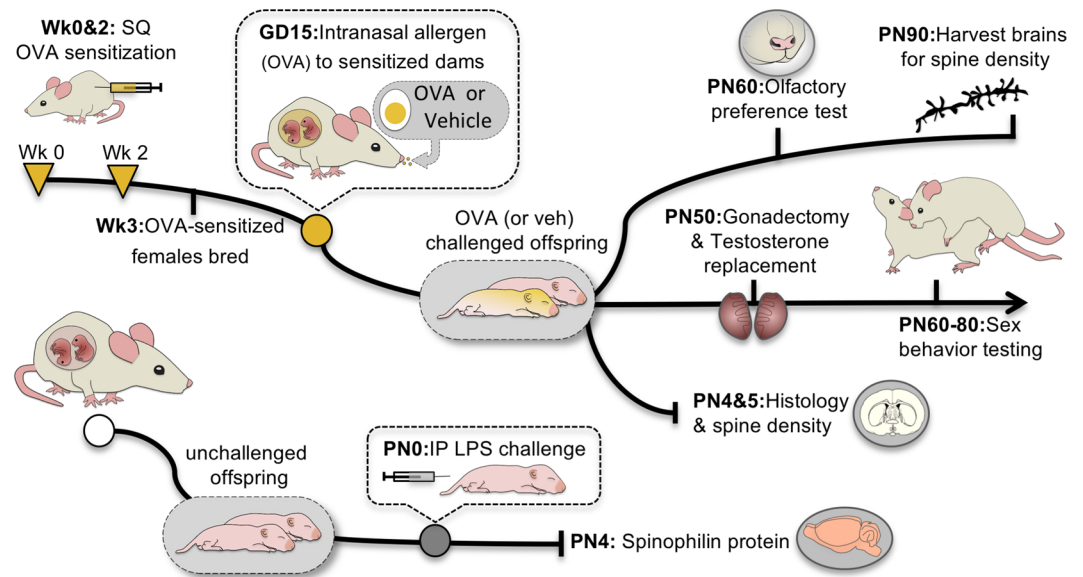 Wk0&2: SQ
OVA sensitization
Wk 0
Wk 2
Wk3:OVA-sensitized
females bred
GD15:Intranasal allergen
(OVA) to sensitized dams
OVA or
Vehicle
OVA (or veh)
challenged offspring
PN60:Olfactory
preference test
PN90:Harvest brains
for spine density
PN50:Gonadectomy
& Testosterone
replacement
PN60-80:Sex
behavior testing
PN4&5:Histology
& spine density
unchallenged
offspring
PN0:IP LPS challenge
PN4: Spinophilin protein